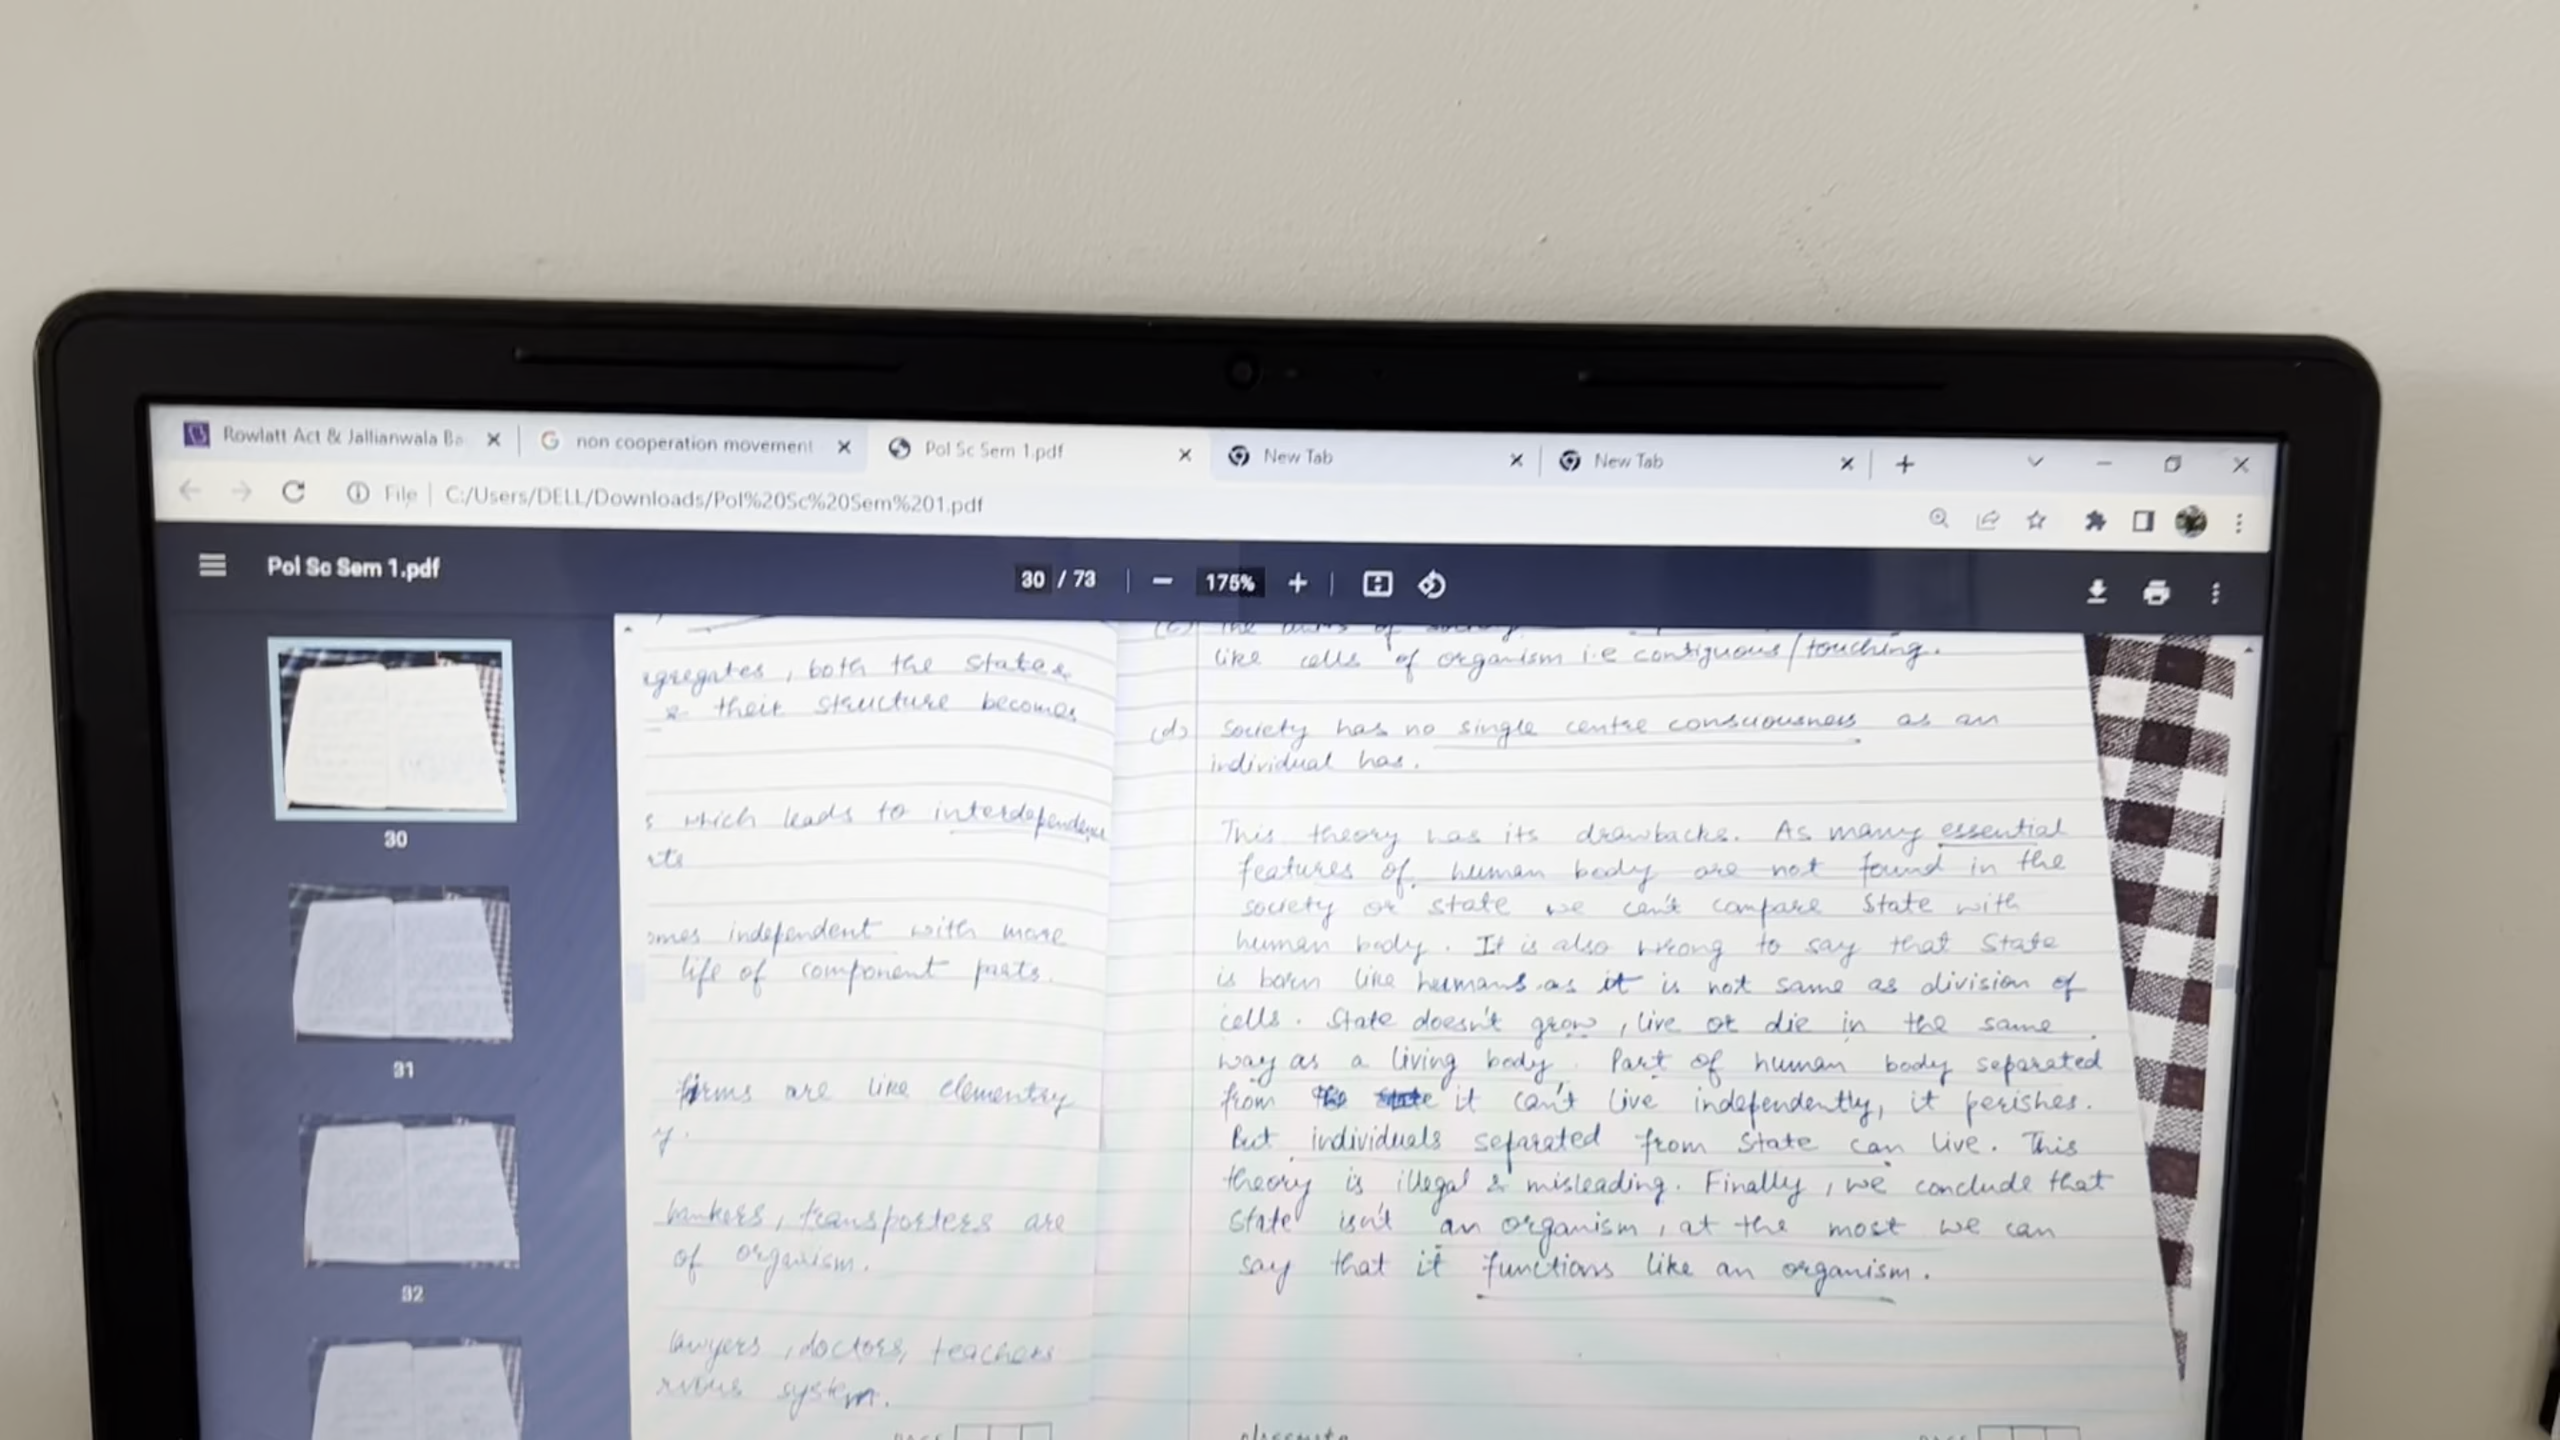 Rowlatt Act & Jallianwala Ba
non cooperation movement
Pol Sc Sem 1.pdf
New Tab
New Tab
File
C:/Users/DELL/Downloads/Pol%20Sc%20Sem%201.pdf
Pol Sc Sem 1.pdf
30 / 73
175%
30
31
32
gregates, both the State &
& their structure becomes
s which leads to interdependence
omes independent with more
life of component parts.
firms are like elementry
y.
bankers, transporters are
of organism.
lawyers, doctors, teachers
system.
like cells of organism i.e contiguous/touching.
(d) Society has no single centre consciousness as an
individual has.
This theory has its drawbacks. As many essential
features of human body are not found in the
society or state we can't compare State with
human body. It is also wrong to say that State
is born like humans as it is not same as division of
cells. State doesn't grow, live or die in the same
way as a living body. Part of human body separated
from it can't live independently, it perishes.
But individuals separated from State can live. This
theory is illegal & misleading. Finally, we conclude that
State isn't an organism, at the most we can
say that it functions like an organism.